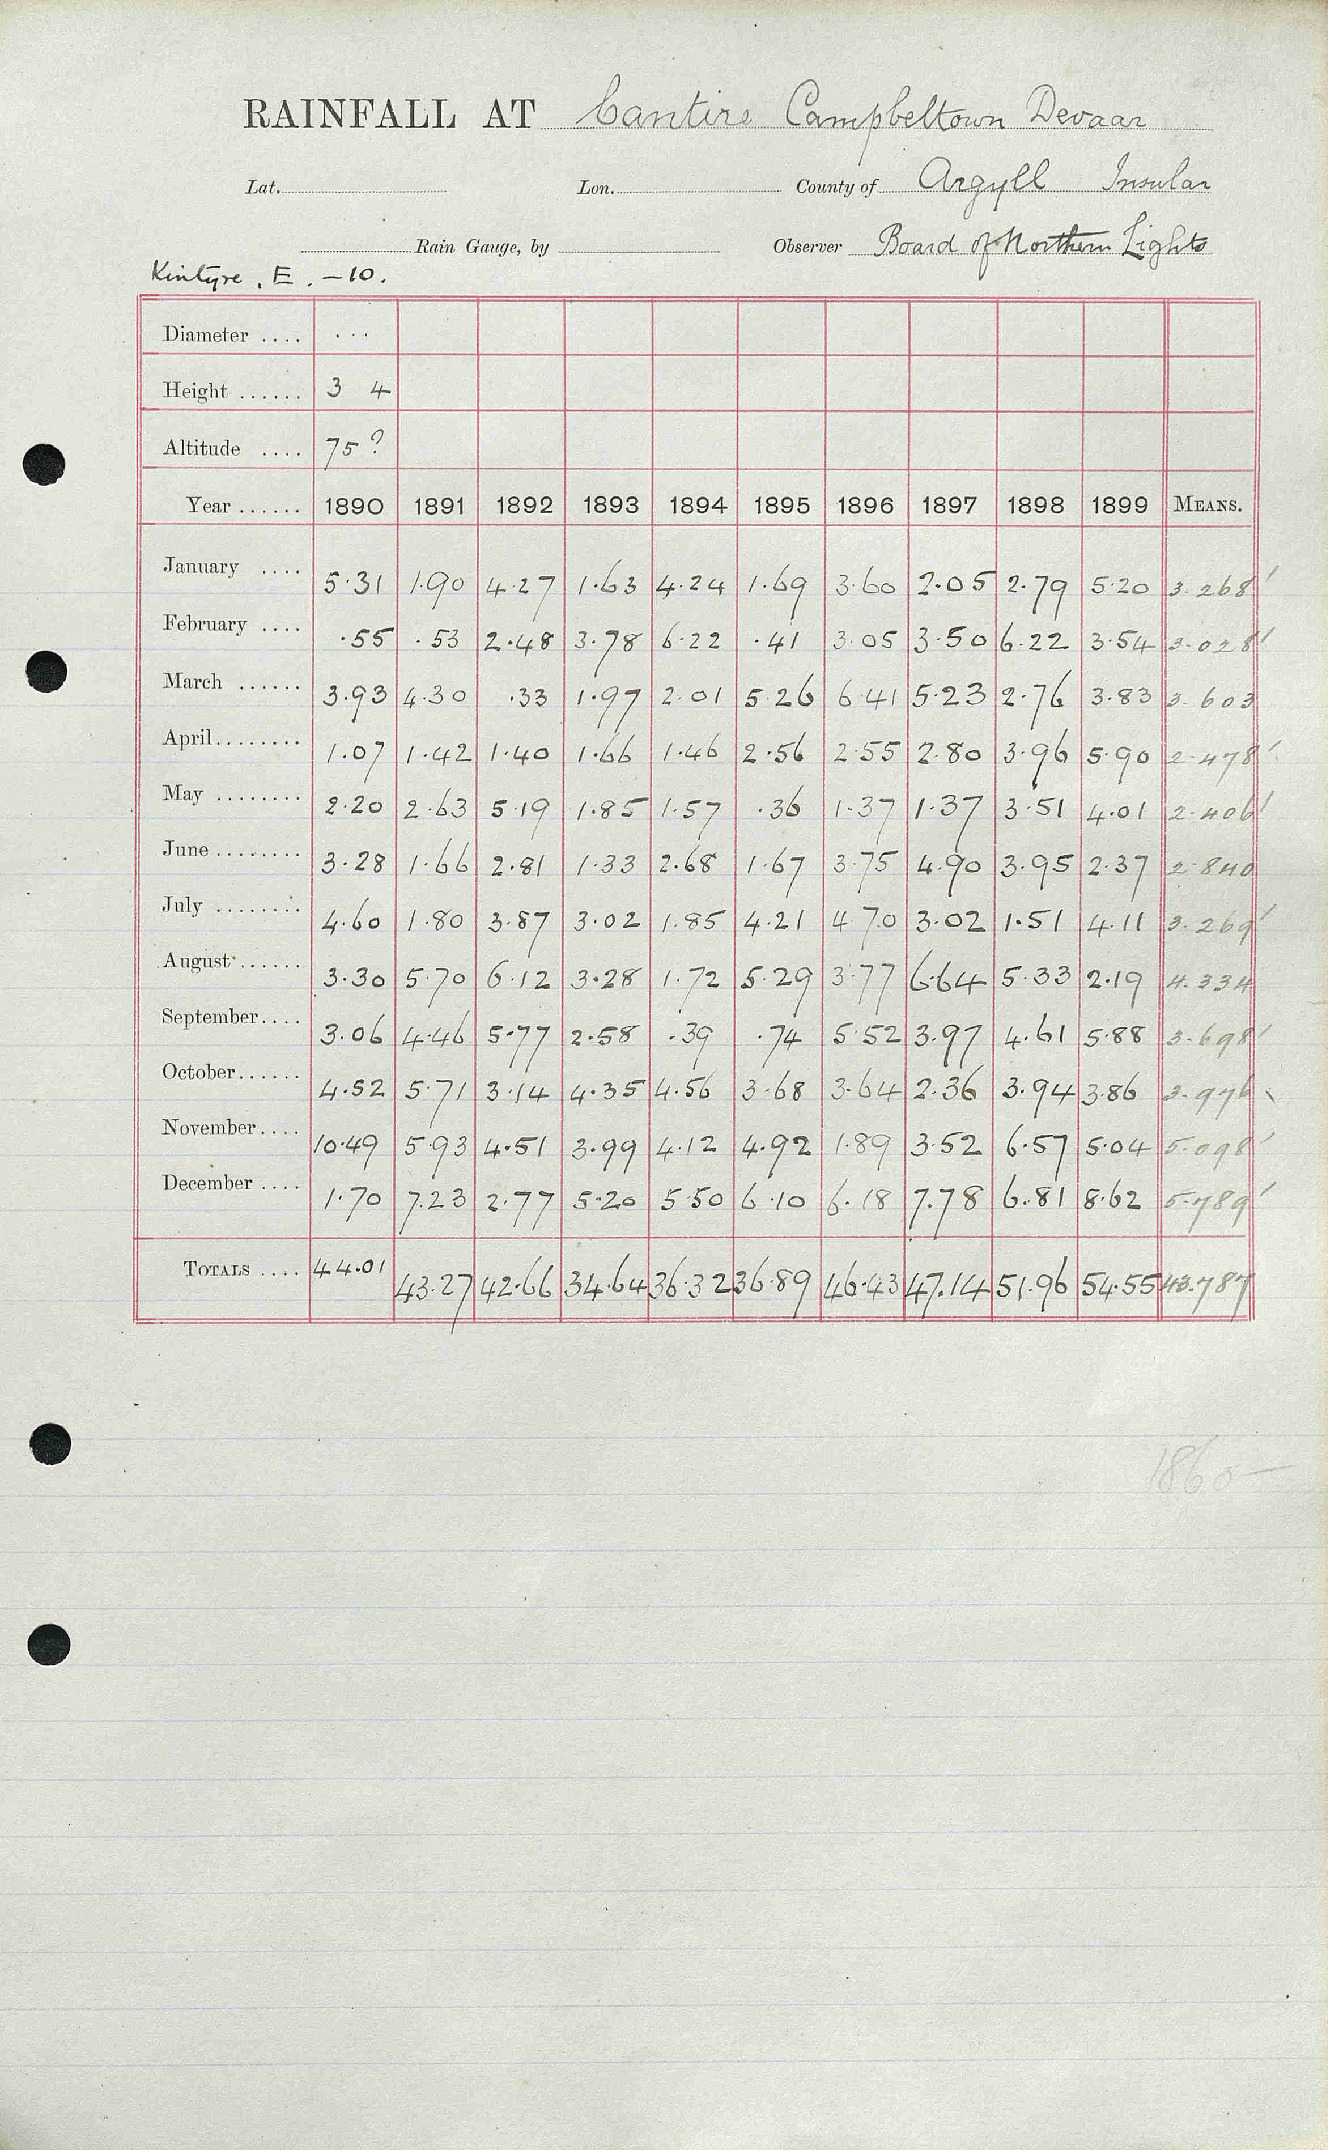 RAINFALL AT Cantire Campbeltown Devaar
Lat. Lon. County of Argyll Insular
Rain Gauge, by Observer Board of Northern Lights
Kintyre, E. -10.
Diameter .... ...
Height ...... 3 4
Altitude .... 75?
Year ...... 1890 1891 1892 1893 1894 1895 1896 1897 1898 1899 MEANS.
January .... 5.31 1.90 4.27 1.63 4.24 1.69 3.60 2.05 2.79 5.20 3.268
February .... .55 .53 2.48 3.78 6.22 .41 3.05 3.50 6.22 3.54 3.028
March ...... 3.93 4.30 .33 1.97 2.01 5.26 6.41 5.23 2.76 3.83 3.603
April ........ 1.07 1.42 1.40 1.66 1.46 2.56 2.55 2.80 3.96 5.90 2.478
May ........ 2.20 2.63 5.19 1.85 1.57 .36 1.37 1.37 3.51 4.01 2.406
June ........ 3.28 1.66 2.81 1.33 2.68 1.67 3.75 4.90 3.95 2.37 2.840
July ........ 4.60 1.80 3.87 3.02 1.85 4.21 4.70 3.02 1.51 4.11 3.269
August ...... 3.30 5.70 6.12 3.28 1.72 5.29 3.77 6.64 5.33 2.19 4.334
September .... 3.06 4.46 5.77 2.58 .39 .74 5.52 3.97 4.61 5.88 3.698
October ...... 4.52 5.71 3.14 4.35 4.56 3.68 3.64 2.36 3.94 3.86 3.976
November .... 10.49 5.93 4.51 3.99 4.12 4.92 1.89 3.52 6.57 5.04 5.098
December .... 1.70 7.23 2.77 5.20 5.50 6.10 6.18 7.78 6.81 8.62 5.789
TOTALS .... 44.01 43.27 42.66 34.64 36.32 36.89 46.43 47.14 51.96 54.55 43.787
1860 —